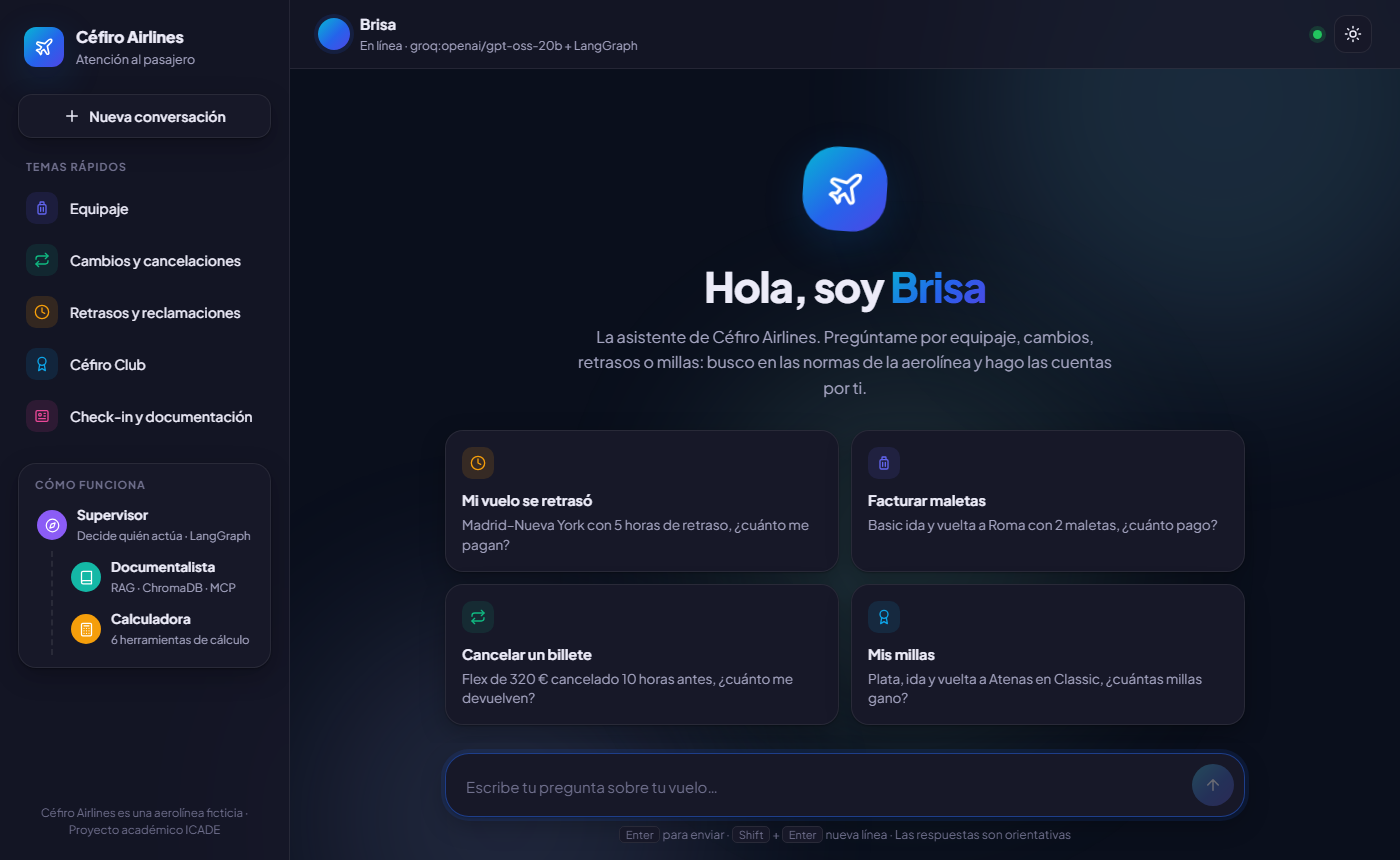 Céfiro Airlines
Atención al pasajero
Nueva conversación
TEMAS RÁPIDOS
Equipaje
Cambios y cancelaciones
Retrasos y reclamaciones
Céfiro Club
Check-in y documentación
CÓMO FUNCIONA
Supervisor
Decide quién actúa · LangGraph
Documentalista
RAG · ChromaDB · MCP
Calculadora
6 herramientas de cálculo
Céfiro Airlines es una aerolínea ficticia ·
Proyecto académico ICADE
Brisa
En línea · groq:openai/gpt-oss-20b + LangGraph
Hola, soy Brisa
La asistente de Céfiro Airlines. Pregúntame por equipaje, cambios,
retrasos o millas: busco en las normas de la aerolínea y hago las cuentas
por ti.
Mi vuelo se retrasó
Madrid–Nueva York con 5 horas de retraso, ¿cuánto me
pagan?
Facturar maletas
Basic ida y vuelta a Roma con 2 maletas, ¿cuánto pago?
Cancelar un billete
Flex de 320 € cancelado 10 horas antes, ¿cuánto me
devuelven?
Mis millas
Plata, ida y vuelta a Atenas en Classic, ¿cuántas millas
gano?
Escribe tu pregunta sobre tu vuelo…
Enter para enviar · Shift + Enter nueva línea · Las respuestas son orientativas